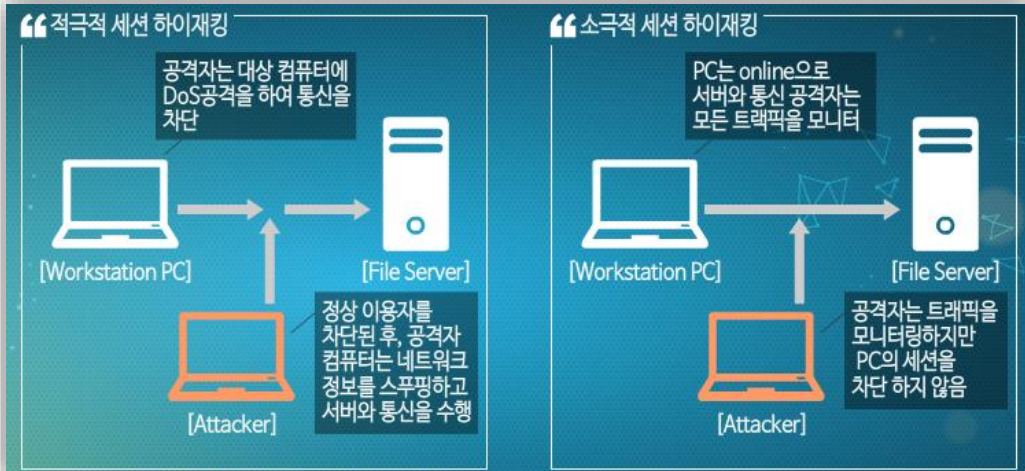 ❝ 적극적 세션 하이재킹
공격자는 대상 컴퓨터에
DoS공격을 하여 통신을
차단
[Workstation PC]
[File Server]
정상 이용자를
차단된 후, 공격자
컴퓨터는 네트워크
정보를 스푸핑하고
서버와 통신을 수행
[Attacker]
❝ 소극적 세션 하이재킹
PC는 online으로
서버와 통신 공격자는
모든 트랙픽을 모니터
[Workstation PC]
[File Server]
공격자는 트래픽을
모니터링하지만
PC의 세션을
차단 하지 않음
[Attacker]